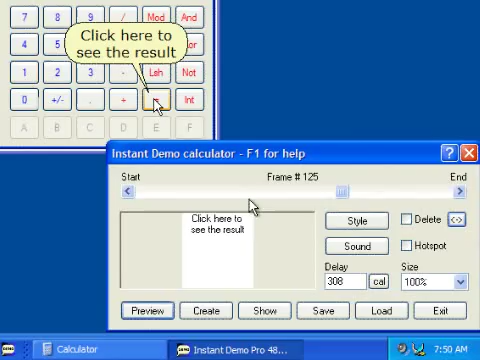 7 8 9 / Mod And
4 5
Click here to
see the result
1 2 3 - Lsh Not
0 +/- . + = Int
A B C D E F
Instant Demo calculator - F1 for help
Start Frame # 125 End
Click here to
see the result
Style Delete <->
Sound Hotspot
Delay Size
308 cal 100%
Preview Create Show Save Load Exit
DEMO Calculator DEMO Instant Demo Pro 48... 7:50 AM